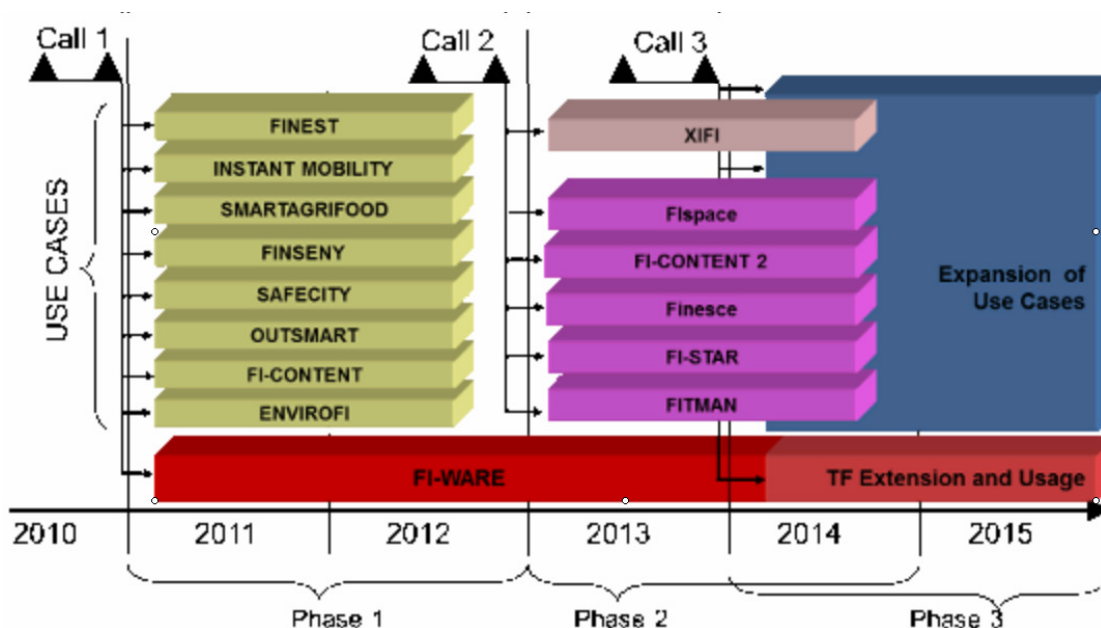 Call 1
Call 2
Call 3
USE CASES
FINEST
INSTANT MOBILITY
SMARTAGRIFOOD
FINSENY
SAFECITY
OUTSMART
FI-CONTENT
ENVIROFI
XIFI
FIspace
FI-CONTENT 2
Finesce
FI-STAR
FITMAN
Expansion of
Use Cases
FI-WARE
TF Extension and Usage
2010
2011
2012
2013
2014
2015
Phase 1
Phase 2
Phase 3